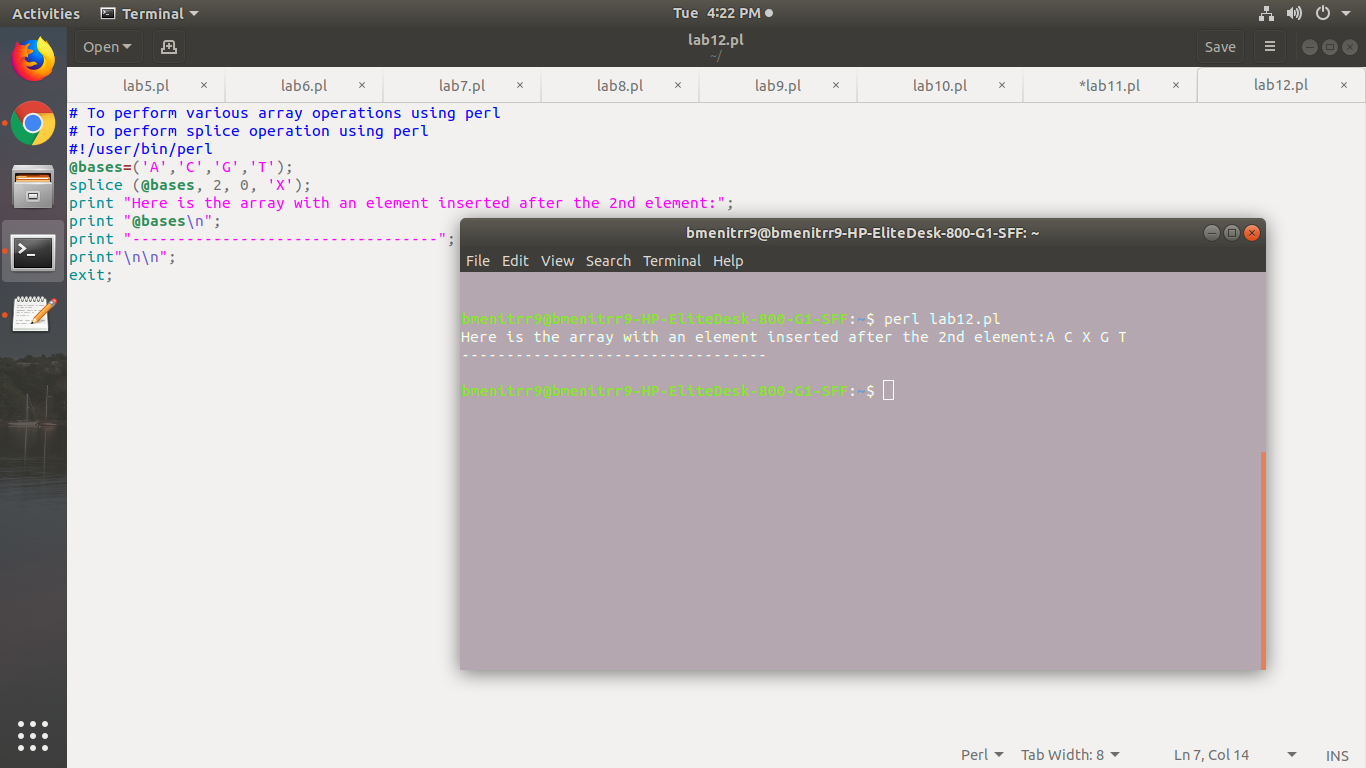 Activities Terminal Tue 4:22 PM
Open lab12.pl Save
~/
lab5.pl × lab6.pl × lab7.pl × lab8.pl × lab9.pl × lab10.pl × *lab11.pl × lab12.pl ×
# To perform various array operations using perl
# To perform splice operation using perl
#!/user/bin/perl
@bases=('A','C','G','T');
splice (@bases, 2, 0, 'X');
print "Here is the array with an element inserted after the 2nd element:";
print "@bases\n";
print "----------------------------------";
print"\n\n";
exit;
bmenitrr9@bmenitrr9-HP-EliteDesk-800-G1-SFF: ~
File Edit View Search Terminal Help
bmenitrr9@bmenitrr9-HP-EliteDesk-800-G1-SFF:~$ perl lab12.pl
Here is the array with an element inserted after the 2nd element:A C X G T
----------------------------------
bmenitrr9@bmenitrr9-HP-EliteDesk-800-G1-SFF:~$
Perl Tab Width: 8 Ln 7, Col 14 INS